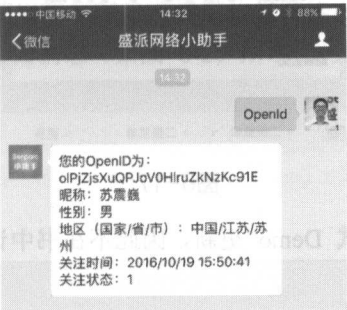 中国移动 14:32 88%
微信 盛派网络小助手
14:32
OpenId
您的OpenID为：
olPjZjsXuQPJoV0HlruZkNzKc91E
昵称：苏震巍
性别：男
地区（国家/省/市）：中国/江苏/苏
州
关注时间：2016/10/19 15:50:41
关注状态：1